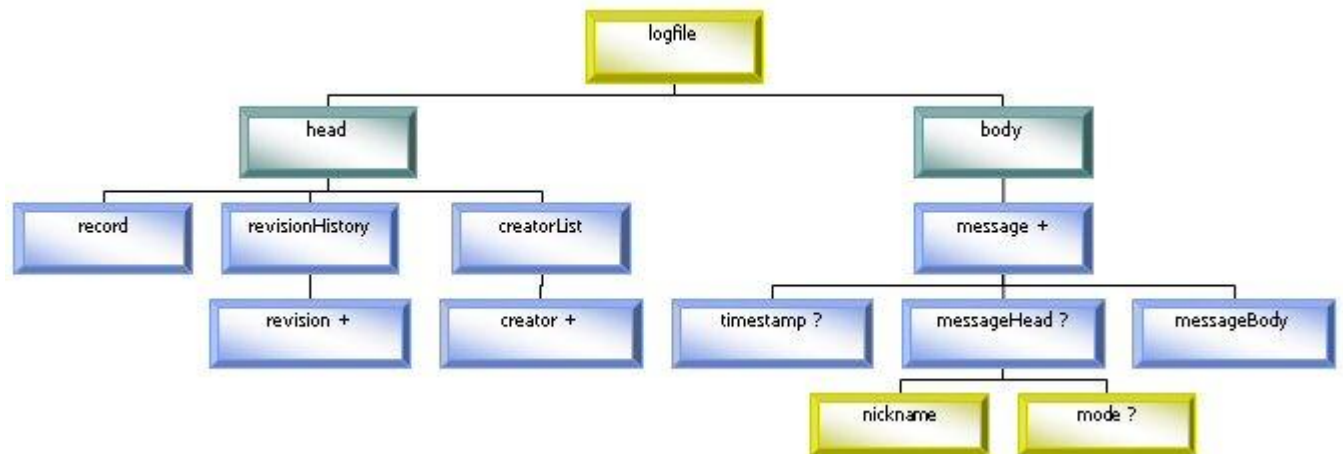 logfile
head
body
record
revisionHistory
creatorList
message +
revision +
creator +
timestamp ?
messageHead ?
messageBody
nickname
mode ?